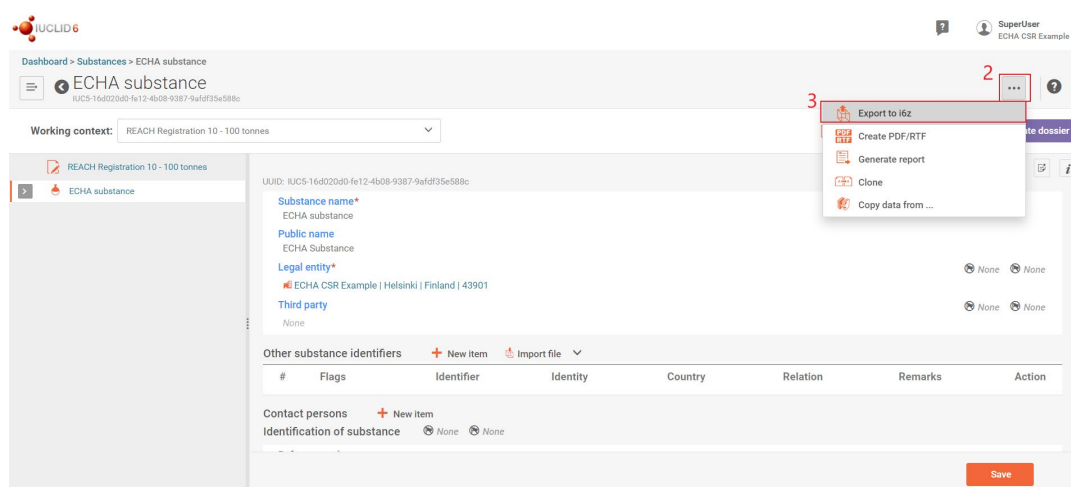 IUCLID 6
?
SuperUser
ECHA CSR Example
Dashboard > Substances > ECHA substance
ECHA substance
IUC5-16d020d0-fe12-4b08-9387-9afdf35e588c
2
...
?
3
Export to i6z
Create PDF/RTF
Generate report
Clone
Copy data from ...
PDF
RTF
Working context: REACH Registration 10 - 100 tonnes
te dossier
REACH Registration 10 - 100 tonnes
ECHA substance
UUID: IUC5-16d020d0-fe12-4b08-9387-9afdf35e588c
i
Substance name*
ECHA substance
Public name
ECHA Substance
Legal entity*
None None
ECHA CSR Example | Helsinki | Finland | 43901
Third party
None None
None
Other substance identifiers + New item Import file
# Flags Identifier Identity Country Relation Remarks Action
Contact persons + New item
Identification of substance None None
Save